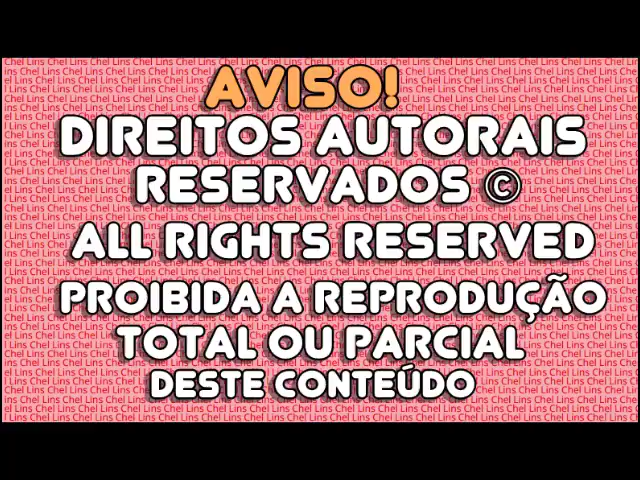 AVISO!
DIREITOS AUTORAIS
RESERVADOS ©
ALL RIGHTS RESERVED
PROIBIDA A REPRODUÇÃO
TOTAL OU PARCIAL
DESTE CONTEÚDO